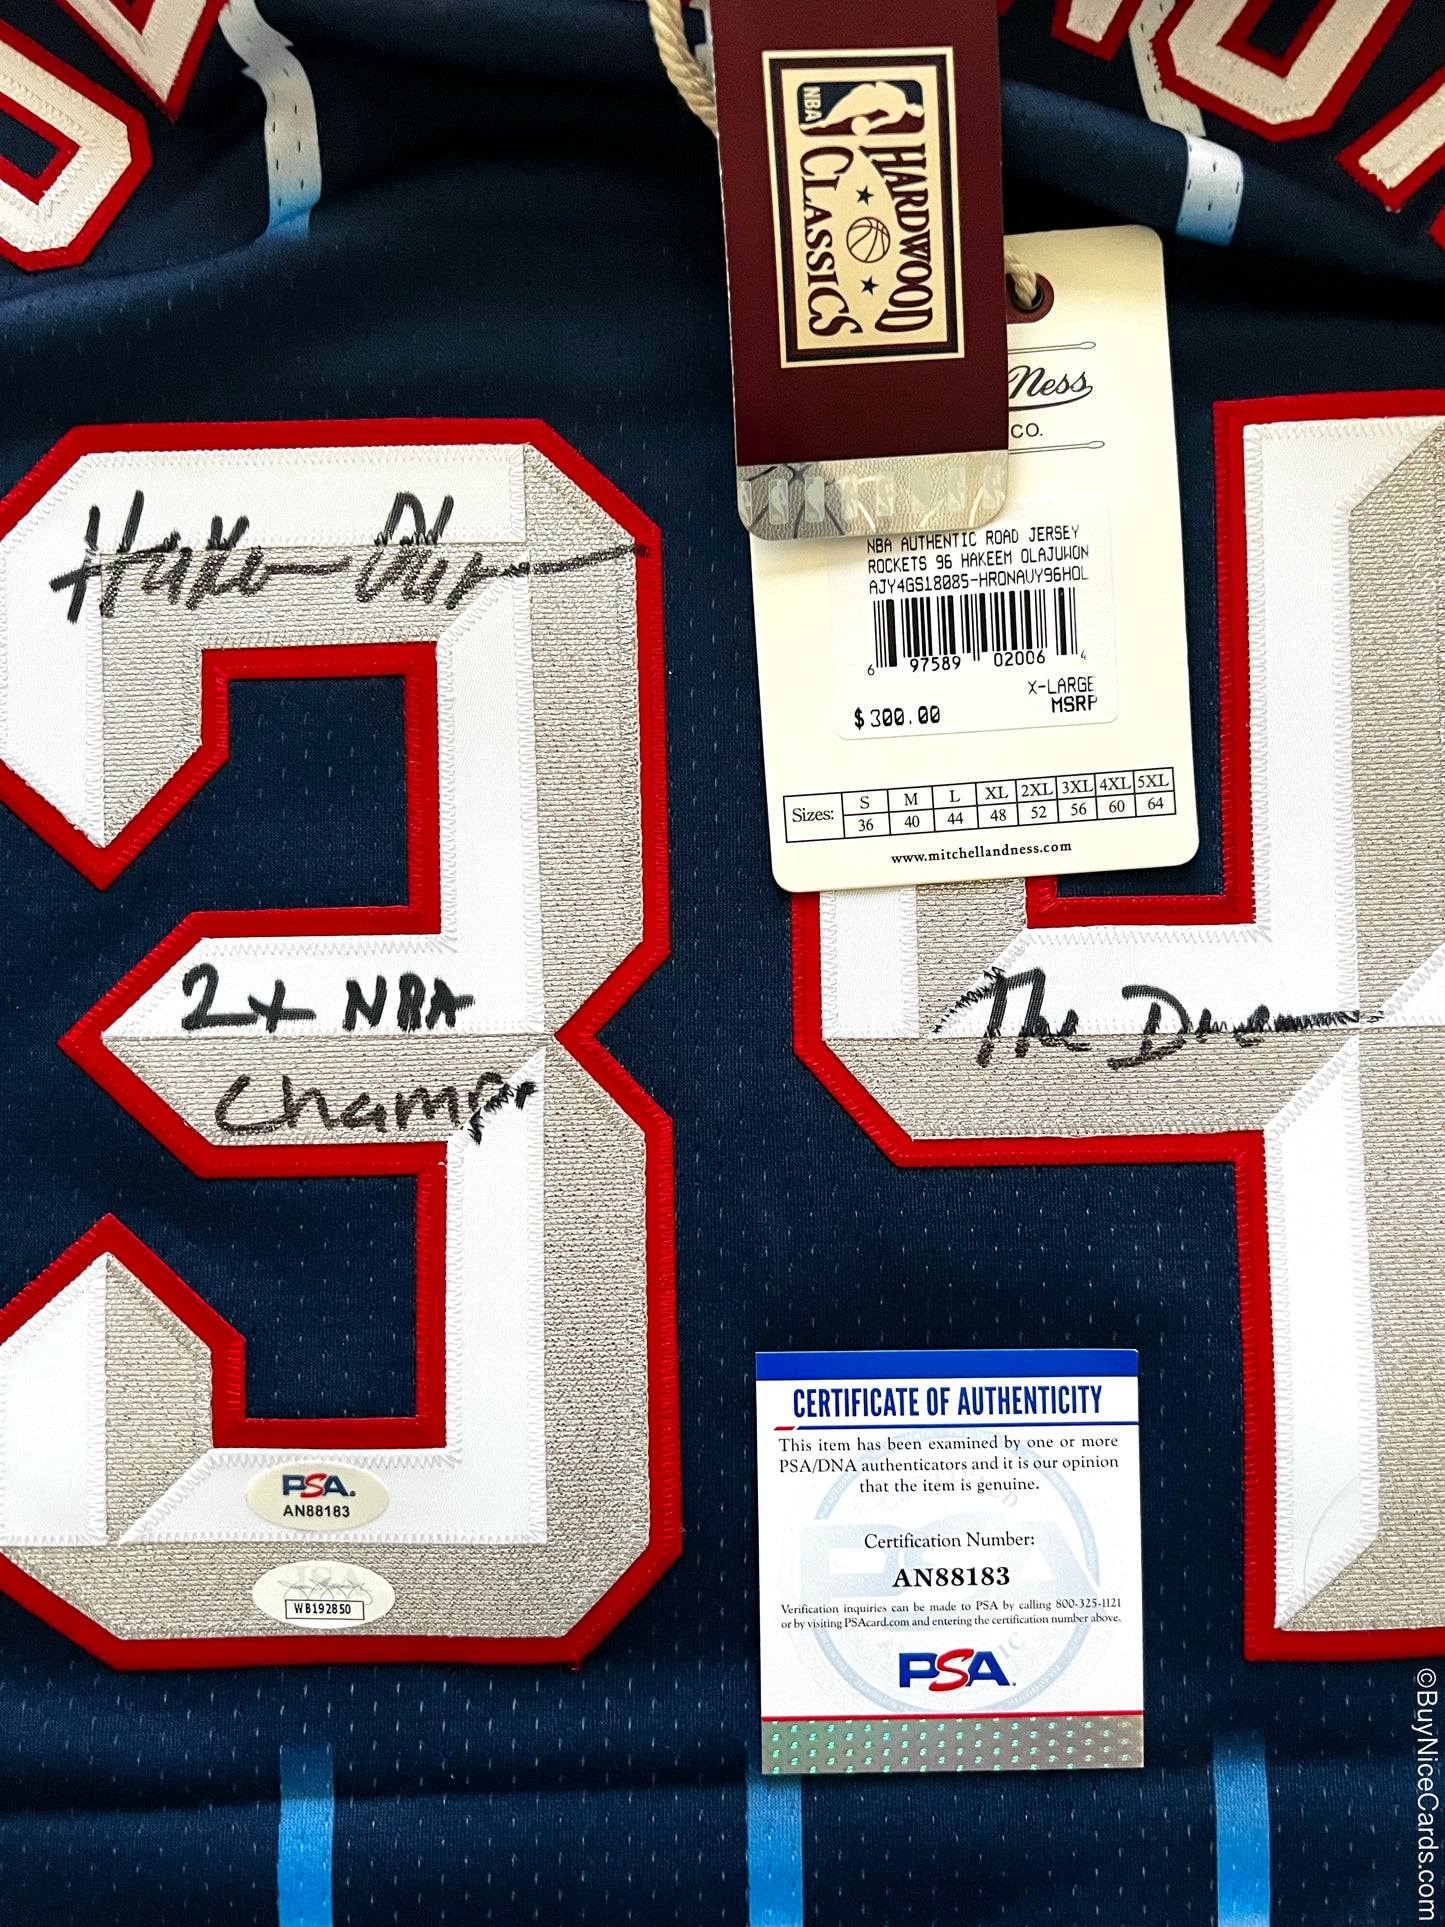 NBA
HARDWOOD
CLASSICS
Ness
CO.
NBA AUTHENTIC ROAD JERSEY
ROCKETS 96 HAKEEM OLAJUWON
AJY4GS18085-HRONAVY96HOL
6 97589 02006 4
X-LARGE
MSRP
$300.00
Sizes: S M L XL 2XL 3XL 4XL 5XL
36 40 44 48 52 56 60 64
www.mitchellandness.com
34
2x NBA
Champ
The Dream
CERTIFICATE OF AUTHENTICITY
This item has been examined by one or more
PSA/DNA authenticators and it is our opinion
that the item is genuine.
Certification Number:
AN88183
Verification inquiries can be made to PSA by calling 800-325-1121
or by visiting PSAcard.com and entering the certification number above.
PSA
PSA
AN88183
JSA
WB192850
©BuyNiceCards.com